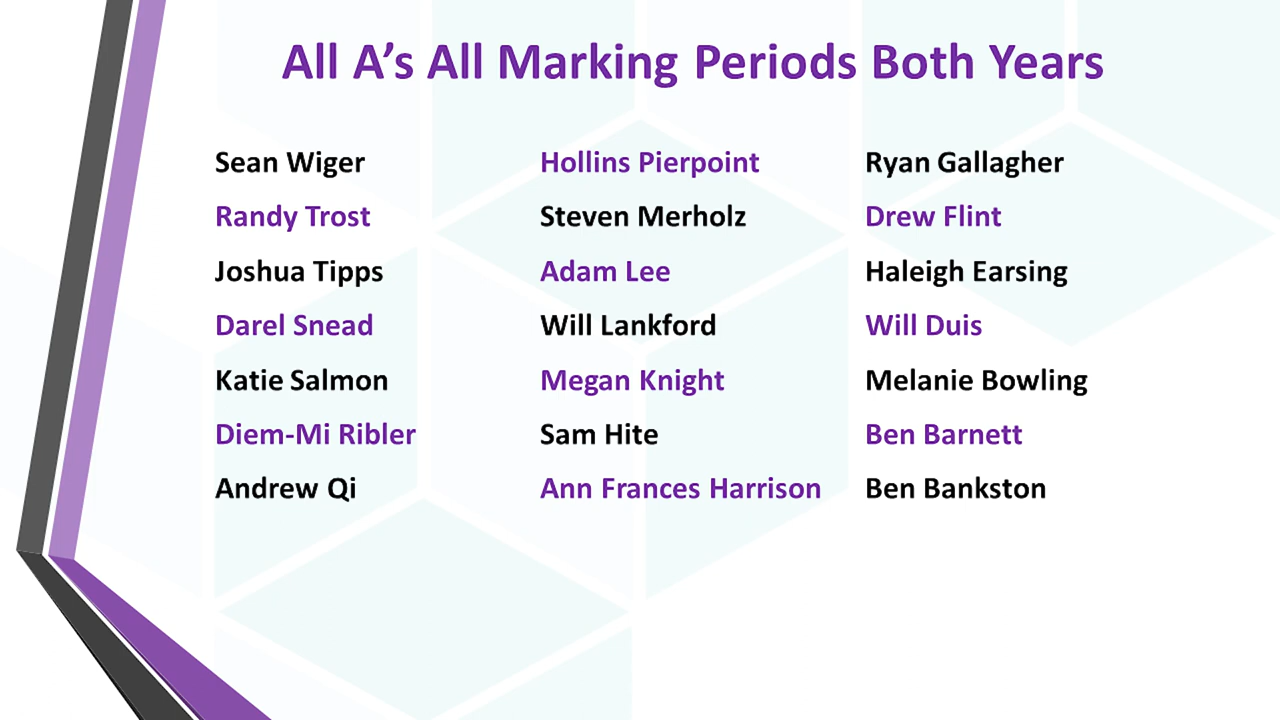 All A’s All Marking Periods Both Years
Sean Wiger
Randy Trost
Joshua Tipps
Darel Snead
Katie Salmon
Diem-Mi Ribler
Andrew Qi
Hollins Pierpoint
Steven Merholz
Adam Lee
Will Lankford
Megan Knight
Sam Hite
Ann Frances Harrison
Ryan Gallagher
Drew Flint
Haleigh Earsing
Will Duis
Melanie Bowling
Ben Barnett
Ben Bankston